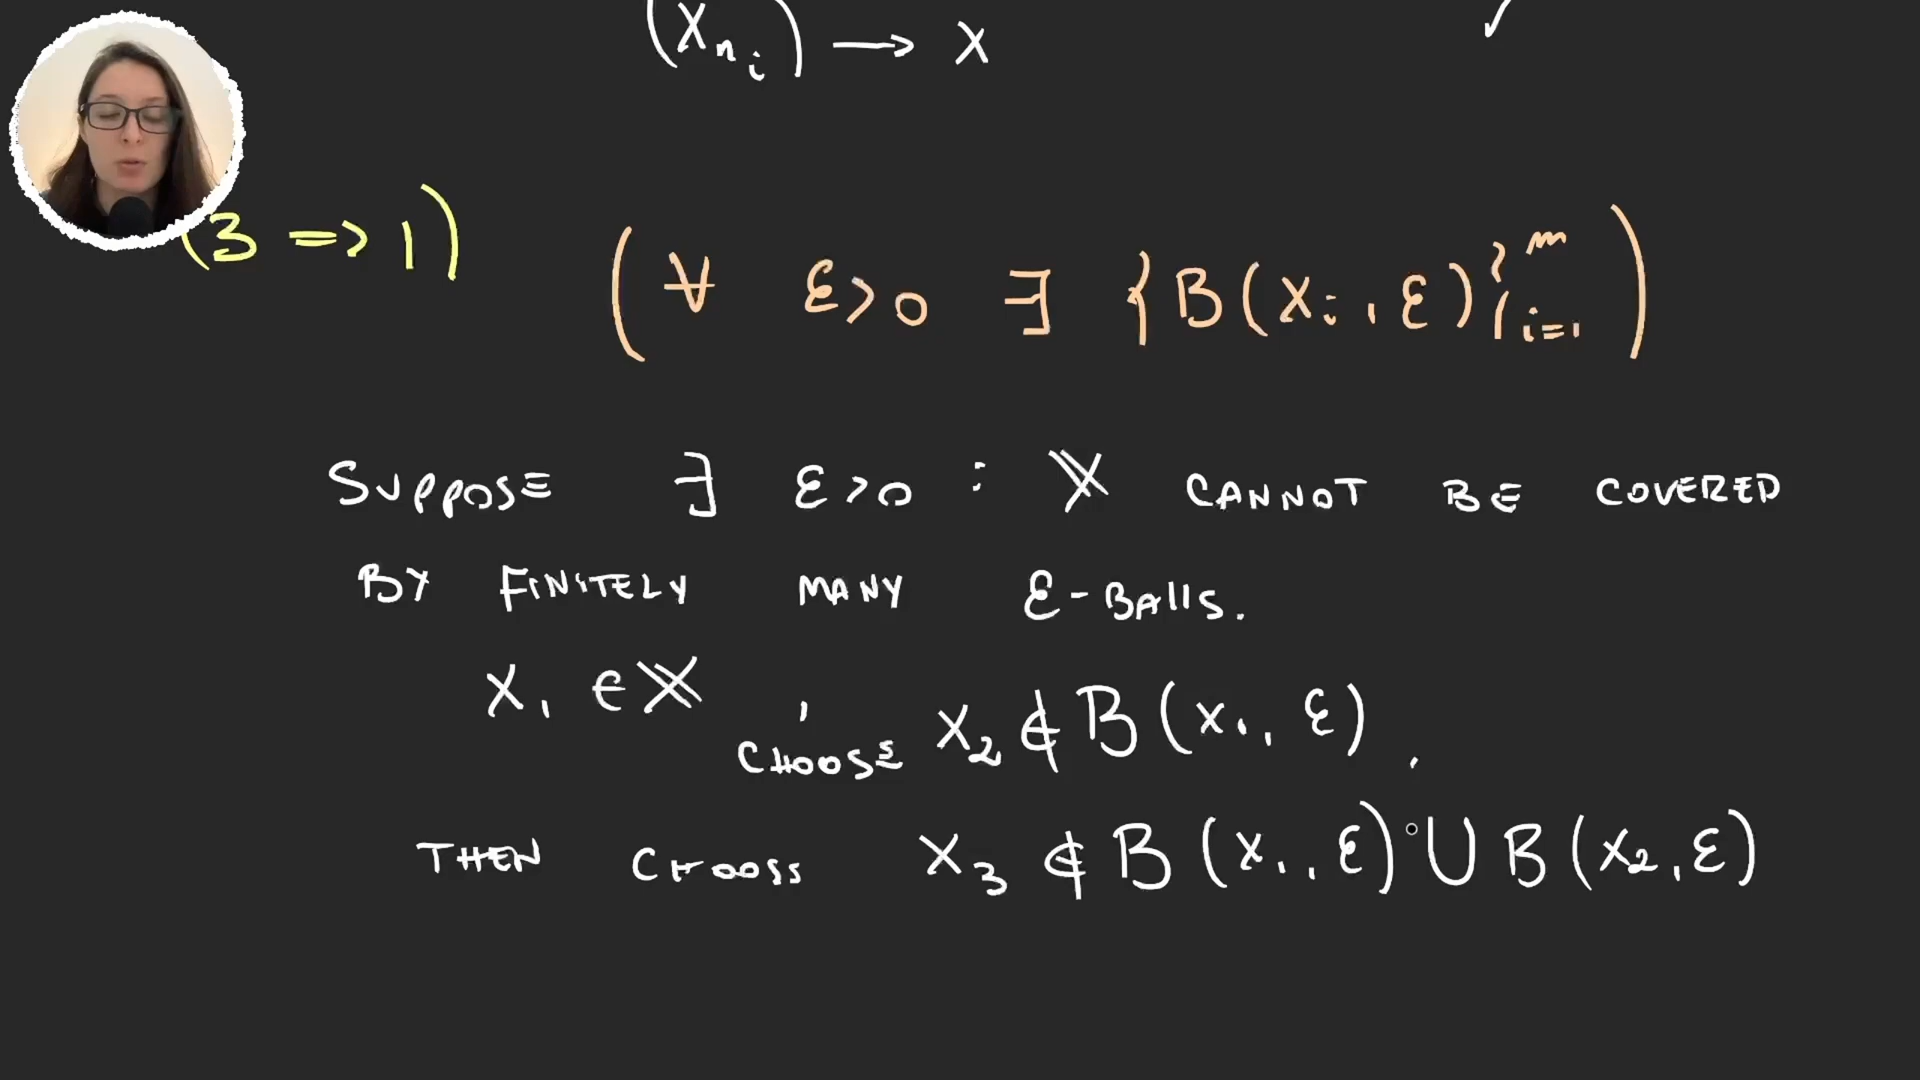 (x_{n_i}) → x ✓
(3 => 1) (∀ ε>0 ∃ {B(x_i, ε)}_{i=1}^m)
SUPPOSE ∃ ε>0 : 𝕏 CANNOT BE COVERED
BY FINITELY MANY ε-BAllS.
x_1 ∈ 𝕏 , CHOOSE x_2 ∉ B(x_1, ε).
THEN CHOOSS x_3 ∉ B(x_1, ε) ∪ B(x_2, ε)